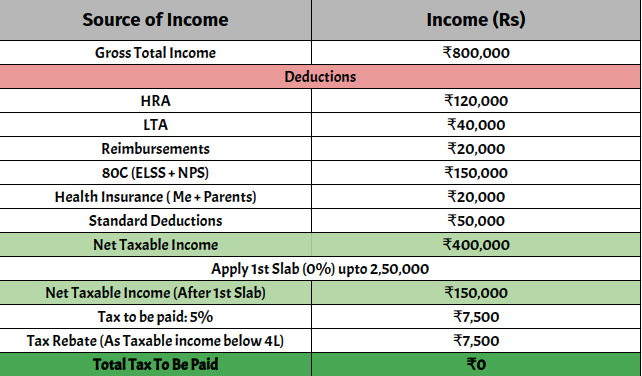 Source of Income Income (Rs)
Gross Total Income ₹800,000
Deductions
HRA ₹120,000
LTA ₹40,000
Reimbursements ₹20,000
80C (ELSS + NPS) ₹150,000
Health Insurance ( Me + Parents) ₹20,000
Standard Deductions ₹50,000
Net Taxable Income ₹400,000
Apply 1st Slab (0%) upto 2,50,000
Net Taxable Income (After 1st Slab) ₹150,000
Tax to be paid: 5% ₹7,500
Tax Rebate (As Taxable income below 4L) ₹7,500
Total Tax To Be Paid ₹0